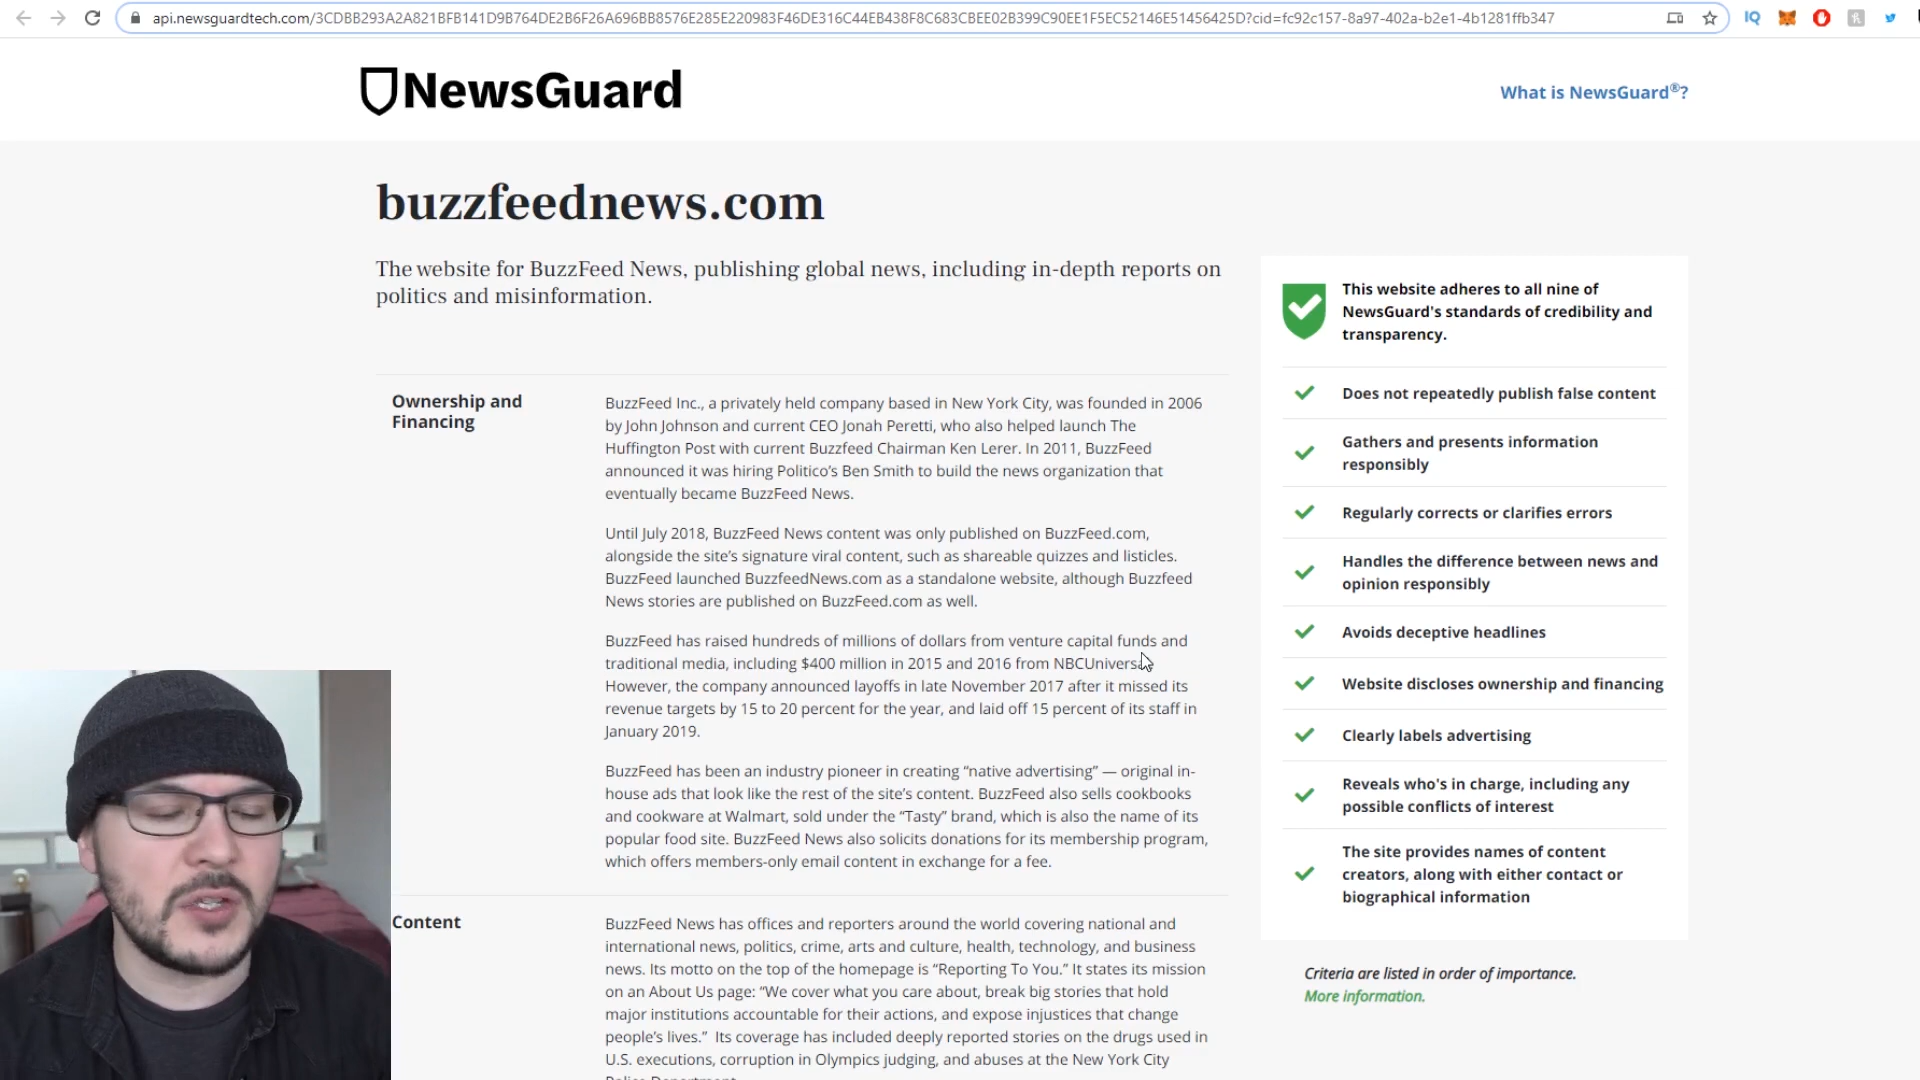 api.newsguardtech.com/3CDBB293A2A821BFB141D9B764DE2B6F26A696BB8576E285E220983F46DE316C44EB438F8C683CBEE02B399C90EE1F5EC52146E51456425D?cid=fc92c157-8a97-402a-b2e1-4b1281ffb347
IQ
NewsGuard
What is NewsGuard®?
buzzfeednews.com
The website for BuzzFeed News, publishing global news, including in-depth reports on
politics and misinformation.
Ownership and
Financing
BuzzFeed Inc., a privately held company based in New York City, was founded in 2006
by John Johnson and current CEO Jonah Peretti, who also helped launch The
Huffington Post with current Buzzfeed Chairman Ken Lerer. In 2011, BuzzFeed
announced it was hiring Politico’s Ben Smith to build the news organization that
eventually became BuzzFeed News.
Until July 2018, BuzzFeed News content was only published on BuzzFeed.com,
alongside the site’s signature viral content, such as shareable quizzes and listicles.
BuzzFeed launched BuzzfeedNews.com as a standalone website, although Buzzfeed
News stories are published on BuzzFeed.com as well.
BuzzFeed has raised hundreds of millions of dollars from venture capital funds and
traditional media, including $400 million in 2015 and 2016 from NBCUniversal.
However, the company announced layoffs in late November 2017 after it missed its
revenue targets by 15 to 20 percent for the year, and laid off 15 percent of its staff in
January 2019.
BuzzFeed has been an industry pioneer in creating “native advertising” — original in-
house ads that look like the rest of the site’s content. BuzzFeed also sells cookbooks
and cookware at Walmart, sold under the “Tasty” brand, which is also the name of its
popular food site. BuzzFeed News also solicits donations for its membership program,
which offers members-only email content in exchange for a fee.
Content
BuzzFeed News has offices and reporters around the world covering national and
international news, politics, crime, arts and culture, health, technology, and business
news. Its motto on the top of the homepage is “Reporting To You.” It states its mission
on an About Us page: “We cover what you care about, break big stories that hold
major institutions accountable for their actions, and expose injustices that change
people’s lives.” Its coverage has included deeply reported stories on the drugs used in
U.S. executions, corruption in Olympics judging, and abuses at the New York City
Police Department.
This website adheres to all nine of
NewsGuard's standards of credibility and
transparency.
Does not repeatedly publish false content
Gathers and presents information
responsibly
Regularly corrects or clarifies errors
Handles the difference between news and
opinion responsibly
Avoids deceptive headlines
Website discloses ownership and financing
Clearly labels advertising
Reveals who's in charge, including any
possible conflicts of interest
The site provides names of content
creators, along with either contact or
biographical information
Criteria are listed in order of importance.
More information.